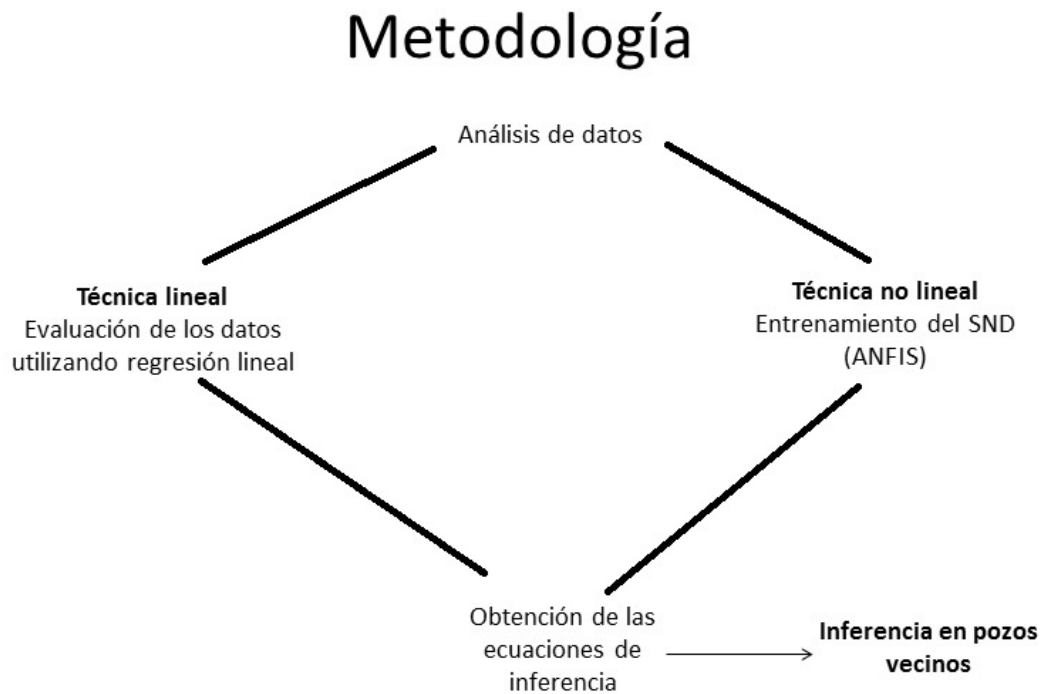 Metodología
Análisis de datos
Técnica lineal
Evaluación de los datos
utilizando regresión lineal
Técnica no lineal
Entrenamiento del SND
(ANFIS)
Obtención de las
ecuaciones de
inferencia
Inferencia en pozos
vecinos